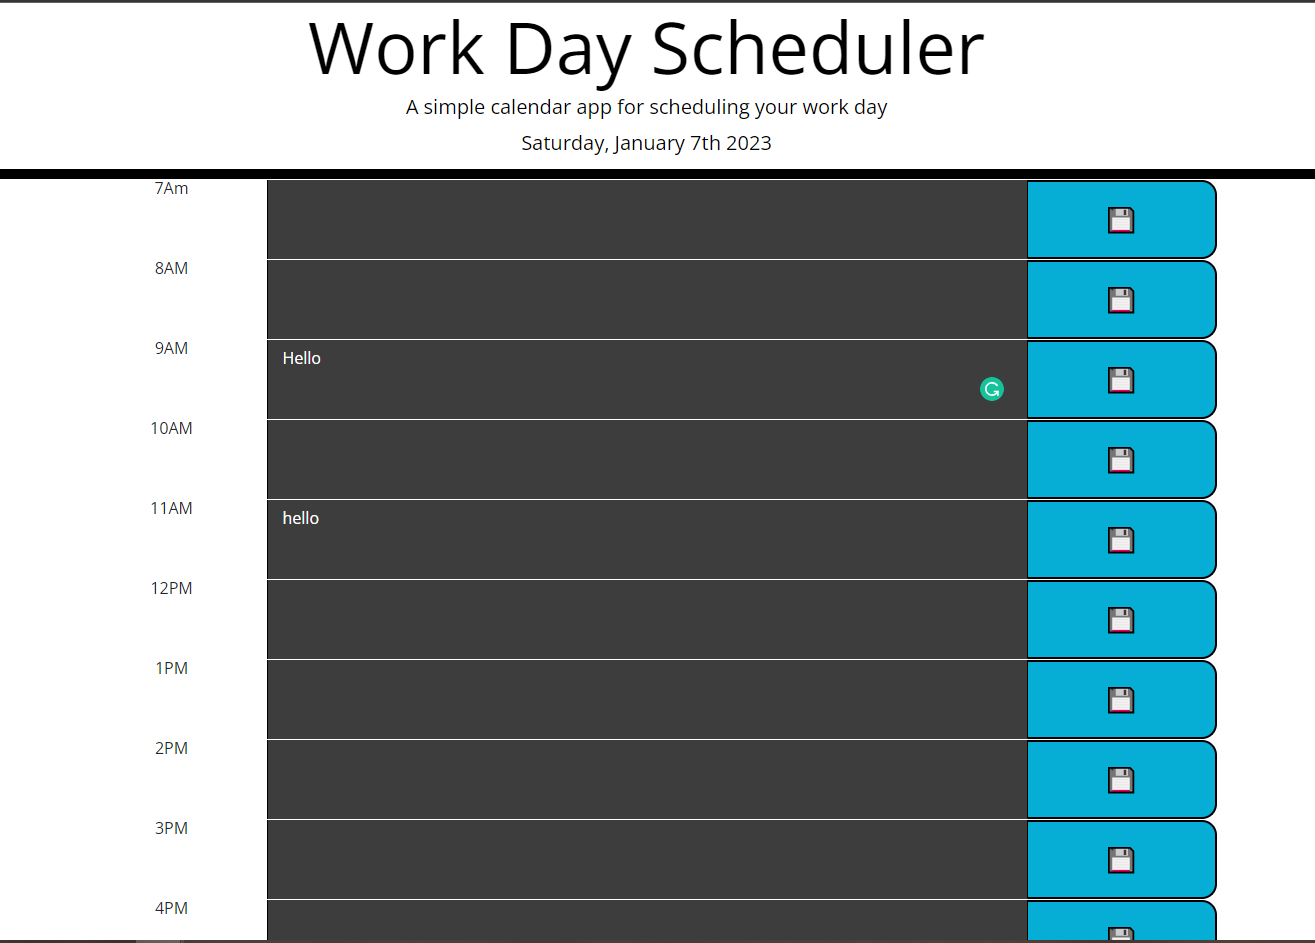 Work Day Scheduler
A simple calendar app for scheduling your work day
Saturday, January 7th 2023
7Am
8AM
9AM
Hello
10AM
11AM
hello
12PM
1PM
2PM
3PM
4PM